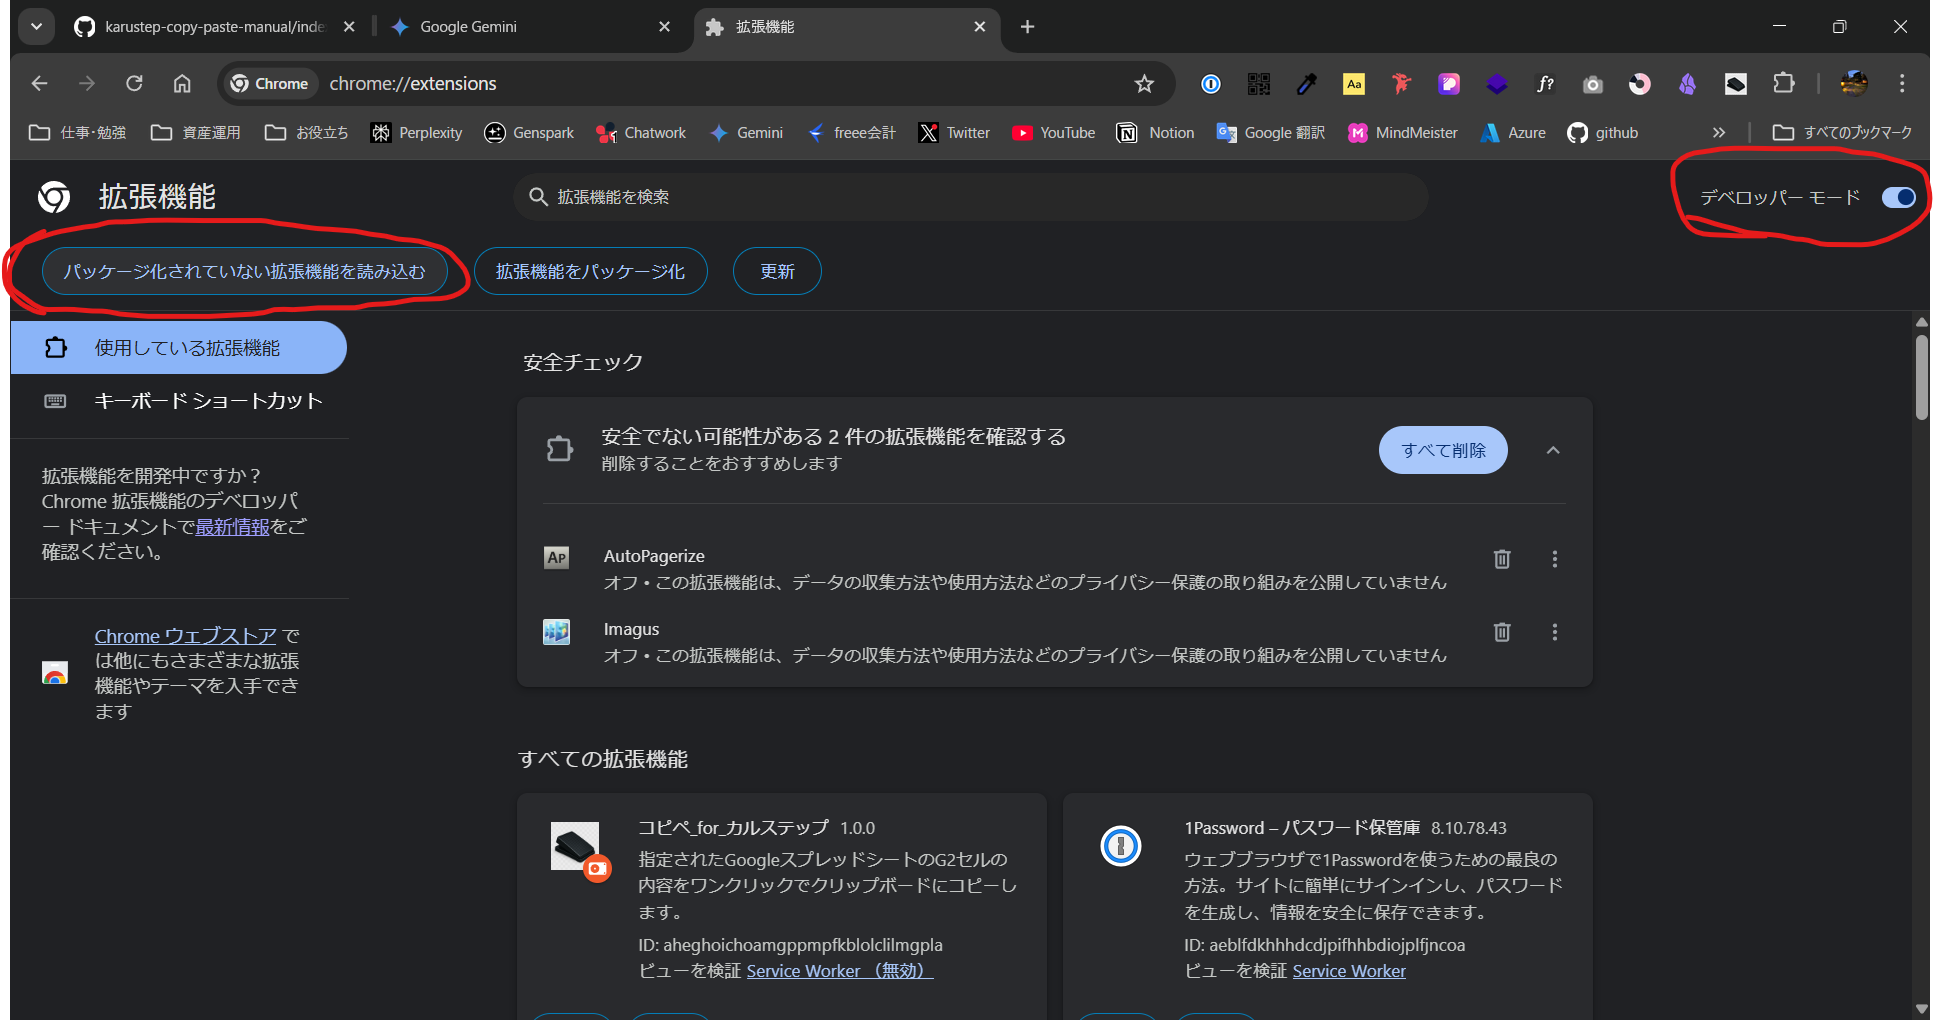 karustep-copy-paste-manual/inde
Google Gemini
拡張機能
Chrome
chrome://extensions
Aa
f?
仕事・勉強
資産運用
お役立ち
Perplexity
Genspark
Chatwork
Gemini
freee会計
Twitter
YouTube
Notion
Google 翻訳
MindMeister
Azure
github
»
すべてのブックマーク
拡張機能
拡張機能を検索
デベロッパー モード
パッケージ化されていない拡張機能を読み込む
拡張機能をパッケージ化
更新
使用している拡張機能
キーボード ショートカット
拡張機能を開発中ですか？
Chrome 拡張機能のデベロッパ
ー ドキュメントで最新情報をご
確認ください。
Chrome ウェブストア で
は他にもさまざまな拡張
機能やテーマを入手でき
ます
安全チェック
安全でない可能性がある 2 件の拡張機能を確認する
削除することをおすすめします
すべて削除
AP
AutoPagerize
オフ • この拡張機能は、データの収集方法や使用方法などのプライバシー保護の取り組みを公開していません
Imagus
オフ • この拡張機能は、データの収集方法や使用方法などのプライバシー保護の取り組みを公開していません
すべての拡張機能
コピペ_for_カルステップ 1.0.0
指定されたGoogleスプレッドシートのG2セルの
内容をワンクリックでクリップボードにコピーし
ます。
ID: aheghoichoamgppmpfkblolclilmgpla
ビューを検証 Service Worker （無効）
1Password – パスワード保管庫 8.10.78.43
ウェブブラウザで1Passwordを使うための最良の
方法。サイトに簡単にサインインし、パスワード
を生成し、情報を安全に保存できます。
ID: aeblfdkhhhdcdjpifhhbdiojplfjncoa
ビューを検証 Service Worker